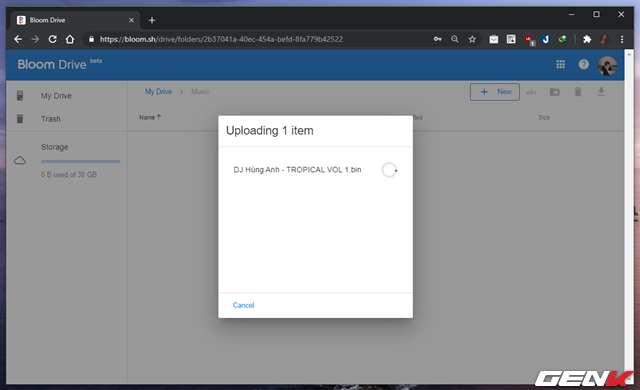 Bloom Drive
https://bloom.sh/drive/folders/2b37041a-40ec-454a-befd-8fa779b42522
Bloom Drive beta
My Drive
Trash
Storage
0 B used of 30 GB
My Drive > Music
New
abc
Name
Size
Uploading 1 item
DJ Hùng Anh - TROPICAL VOL 1.bin
Cancel
GENK